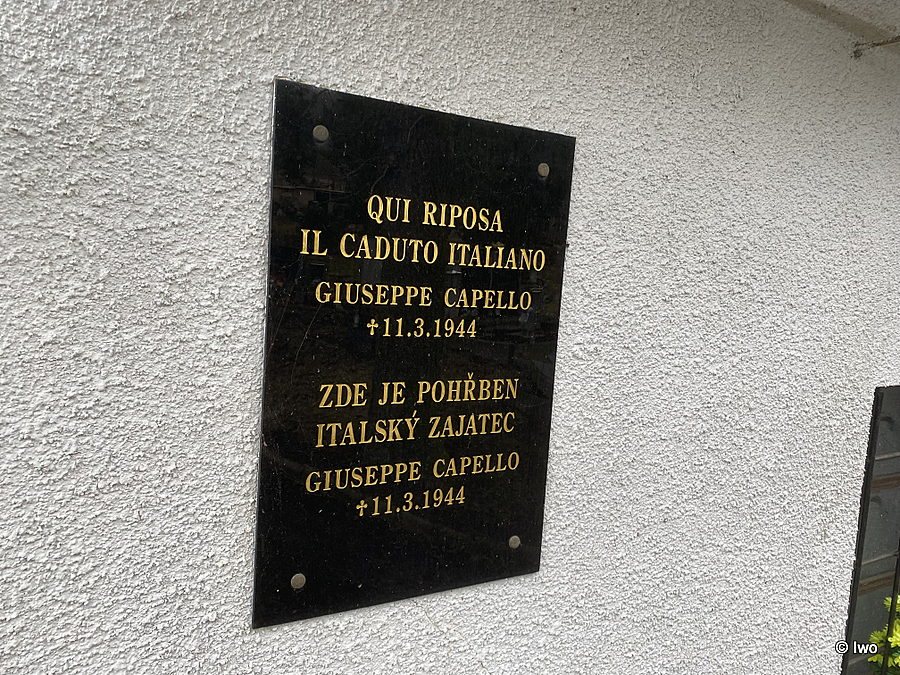 QUI RIPOSA
IL CADUTO ITALIANO
GIUSEPPE CAPELLO
✝11.3.1944
ZDE JE POHŘBEN
ITALSKÝ ZAJATEC
GIUSEPPE CAPELLO
✝11.3.1944
© Iwo